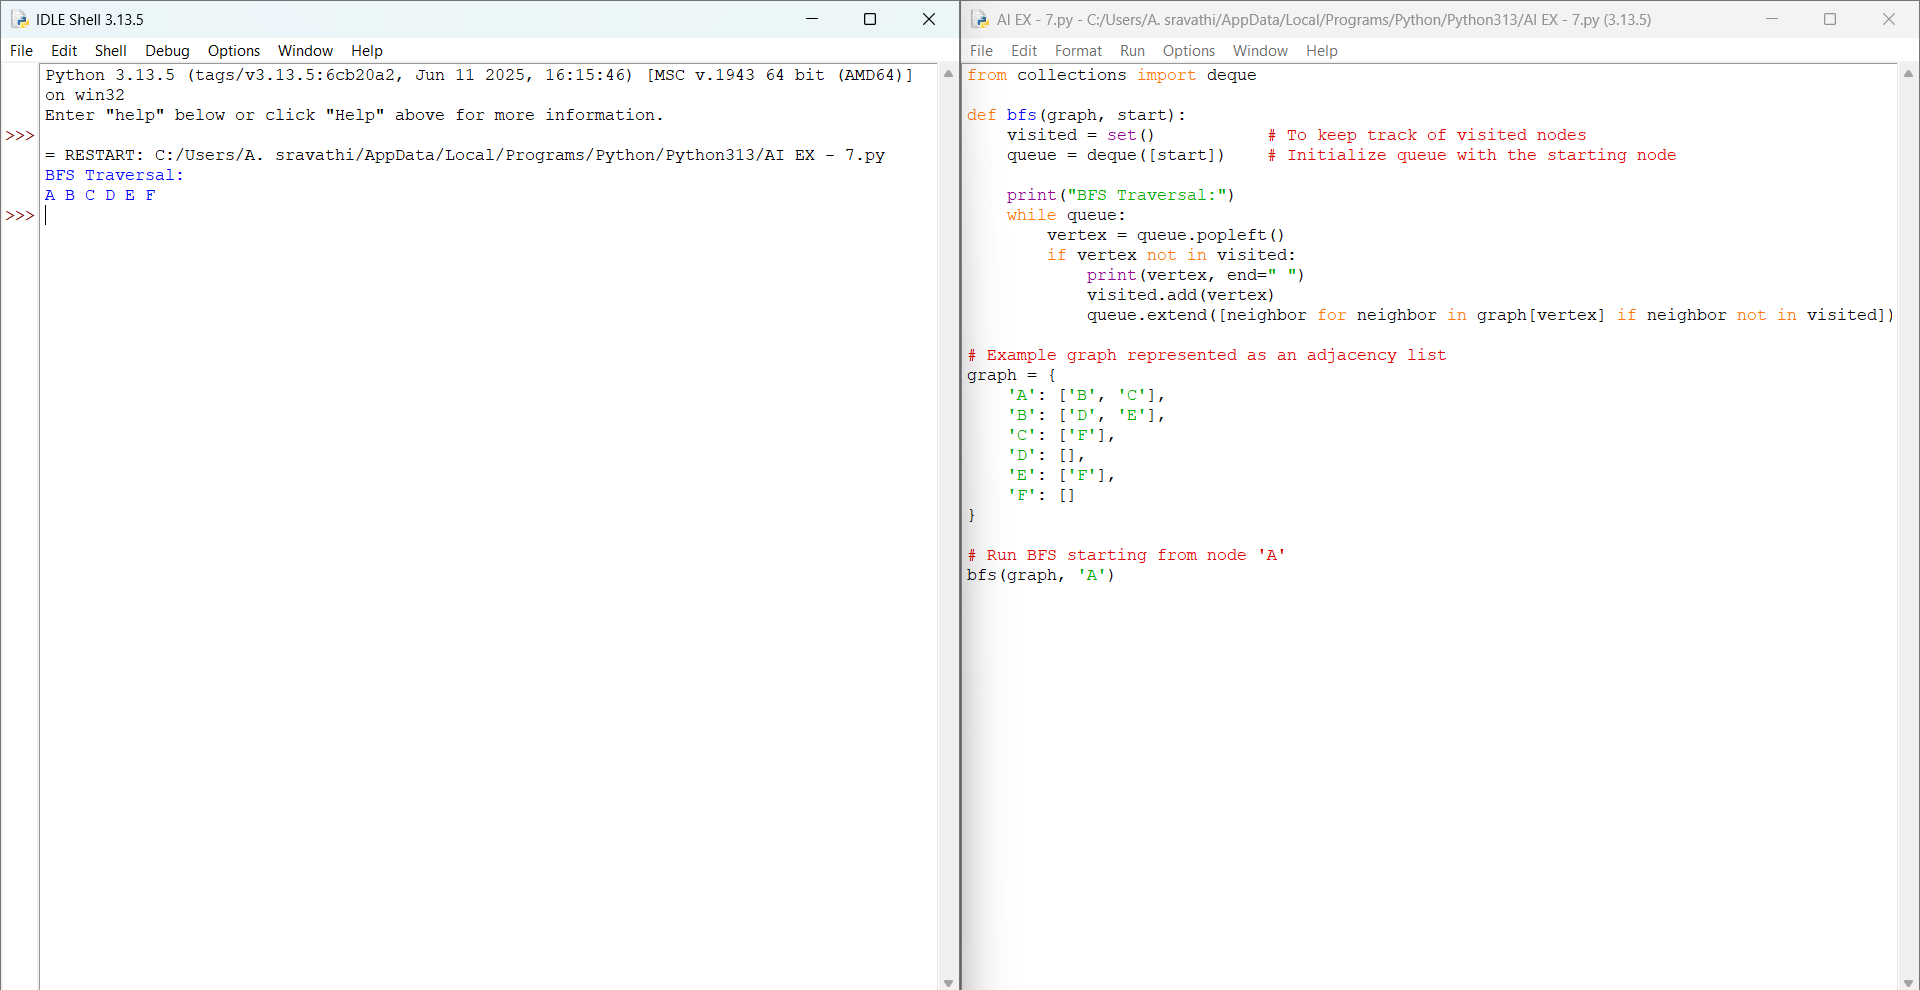 IDLE Shell 3.13.5
File Edit Shell Debug Options Window Help
Python 3.13.5 (tags/v3.13.5:6cb20a2, Jun 11 2025, 16:15:46) [MSC v.1943 64 bit (AMD64)]
on win32
Enter "help" below or click "Help" above for more information.
>>>
= RESTART: C:/Users/A. sravathi/AppData/Local/Programs/Python/Python313/AI EX - 7.py
BFS Traversal:
A B C D E F
>>>
AI EX - 7.py - C:/Users/A. sravathi/AppData/Local/Programs/Python/Python313/AI EX - 7.py (3.13.5)
File Edit Format Run Options Window Help
from collections import deque

def bfs(graph, start):
    visited = set()           # To keep track of visited nodes
    queue = deque([start])    # Initialize queue with the starting node

    print("BFS Traversal:")
    while queue:
        vertex = queue.popleft()
        if vertex not in visited:
            print(vertex, end=" ")
            visited.add(vertex)
            queue.extend([neighbor for neighbor in graph[vertex] if neighbor not in visited])

# Example graph represented as an adjacency list
graph = {
    'A': ['B', 'C'],
    'B': ['D', 'E'],
    'C': ['F'],
    'D': [],
    'E': ['F'],
    'F': []
}

# Run BFS starting from node 'A'
bfs(graph, 'A')